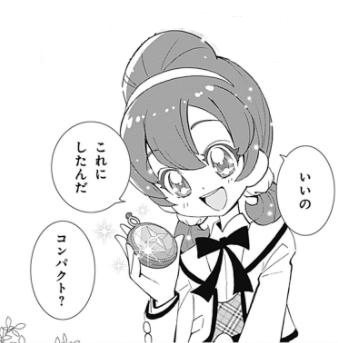 いいの
これに
したんだ
コンパクト？